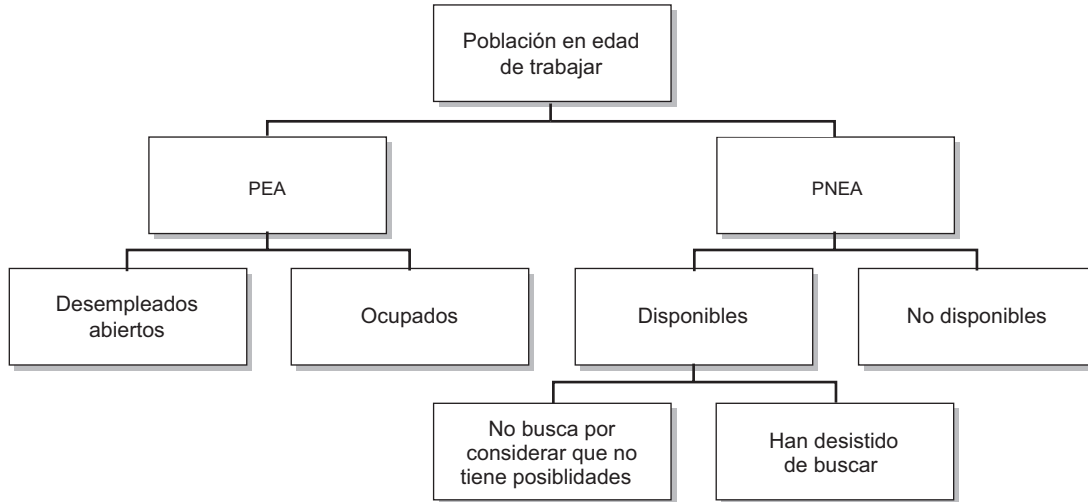 Población en edad
de trabajar
PEA
PNEA
Desempleados
abiertos
Ocupados
Disponibles
No disponibles
No busca por
considerar que no
tiene posiblidades
Han desistido
de buscar